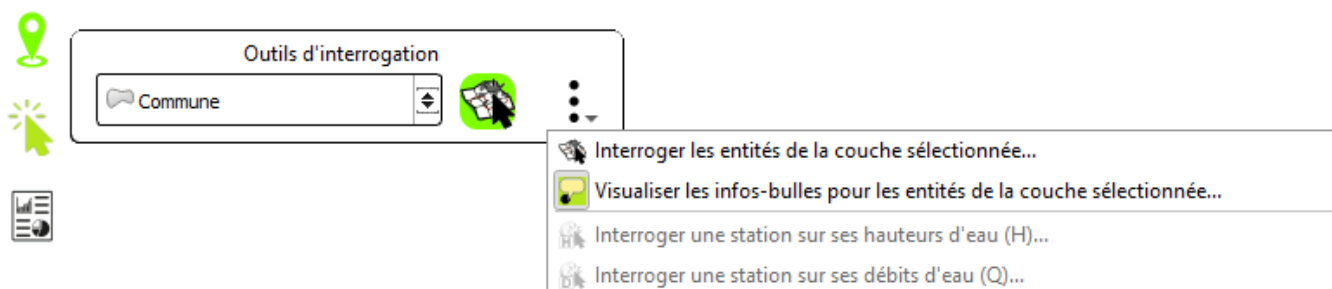 Outils d'interrogation
Commune
Interroger les entités de la couche sélectionnée...
Visualiser les infos-bulles pour les entités de la couche sélectionnée...
Interroger une station sur ses hauteurs d'eau (H)...
Interroger une station sur ses débits d'eau (Q)...